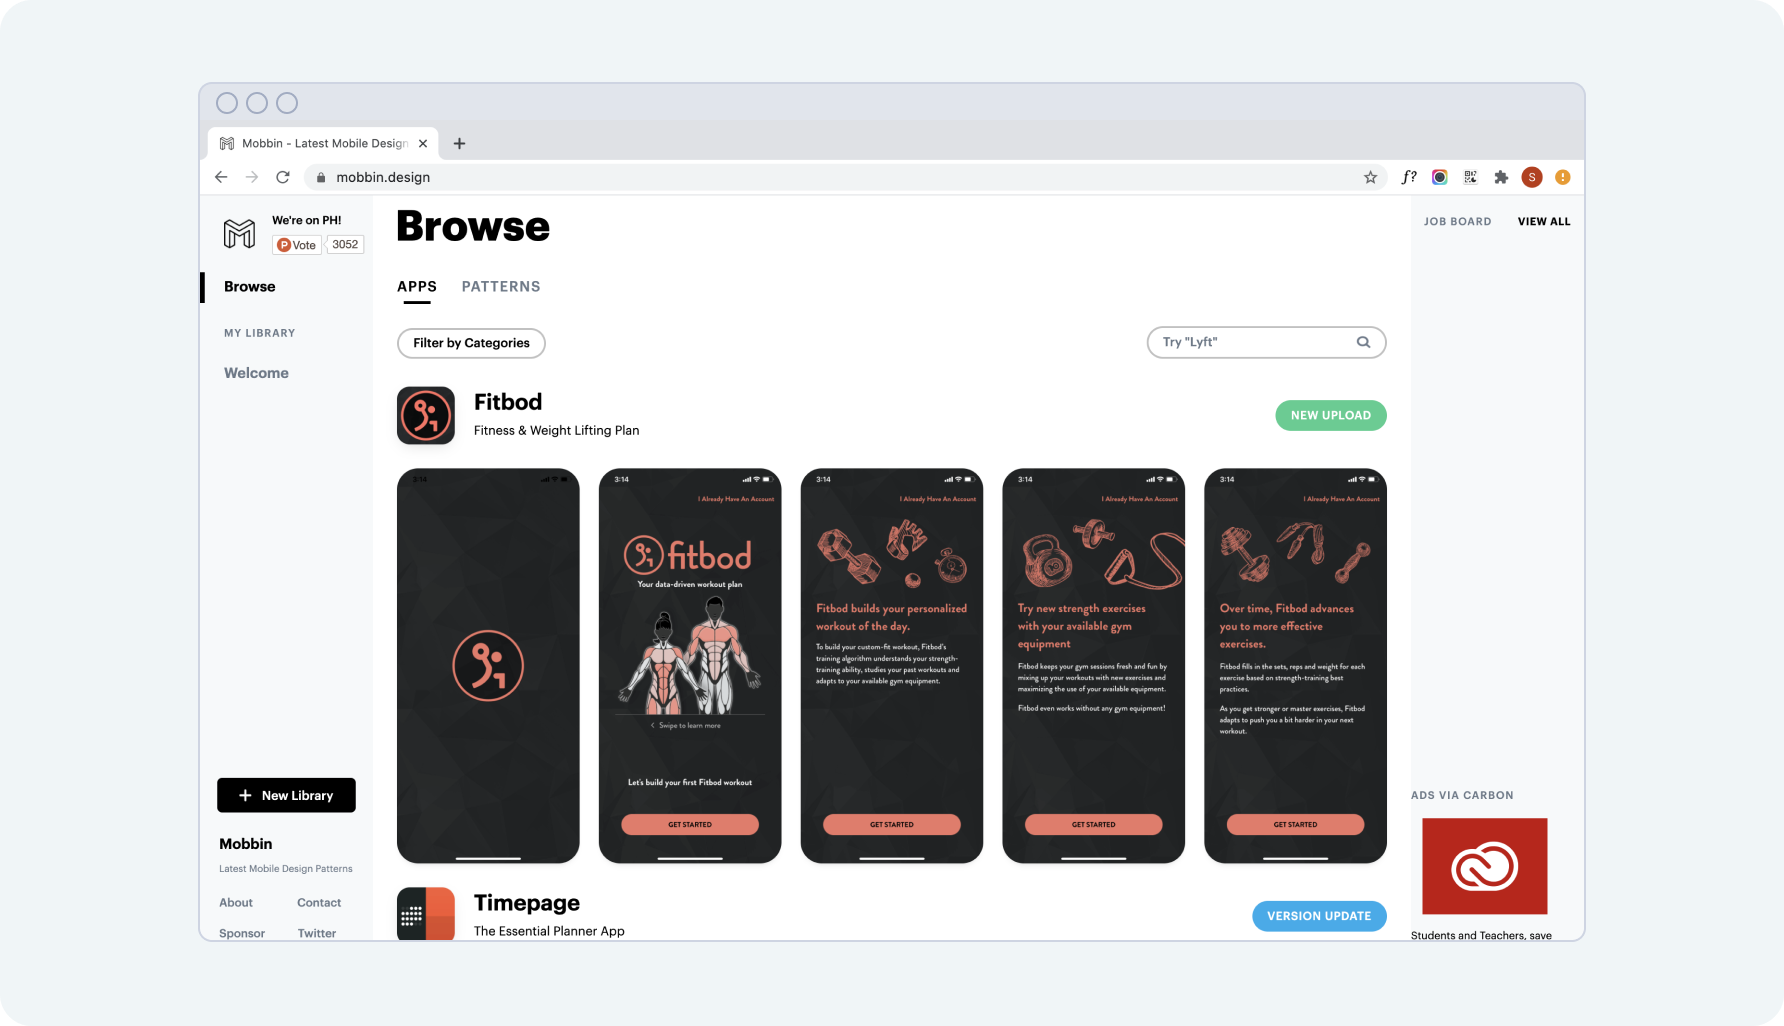 Mobbin - Latest Mobile Design
mobbin.design
f?
S
We're on PH!
P Vote
3052
Browse
MY LIBRARY
Welcome
New Library
Mobbin
Latest Mobile Design Patterns
About
Contact
Sponsor
Twitter
Browse
APPS
PATTERNS
Filter by Categories
Try "Lyft"
Fitbod
Fitness & Weight Lifting Plan
NEW UPLOAD
3:14
3:14
I Already Have An Account
fitbod
Your data-driven workout plan
Swipe to learn more
Let's build your first Fitbod workout
GET STARTED
3:14
I Already Have An Account
Fitbod builds your personalized
workout of the day.
To build your custom-fit workout, Fitbod's
training algorithm understands your strength-
training ability, studies your past workouts and
adapts to your available gym equipment.
GET STARTED
3:14
I Already Have An Account
Try new strength exercises
with your available gym
equipment
Fitbod keeps your gym sessions fresh and fun by
mixing up your workouts with new exercises and
maximizing the use of your available equipment.
Fitbod even works without any gym equipment!
GET STARTED
3:14
I Already Have An Account
Over time, Fitbod advances
you to more effective
exercises.
Fitbod fills in the sets, reps and weight for each
exercise based on strength-training best
practices.
As you get stronger or master exercises, Fitbod
adapts to push you a bit harder in your next
workout.
GET STARTED
Timepage
The Essential Planner App
VERSION UPDATE
JOB BOARD
VIEW ALL
ADS VIA CARBON
Students and Teachers, save